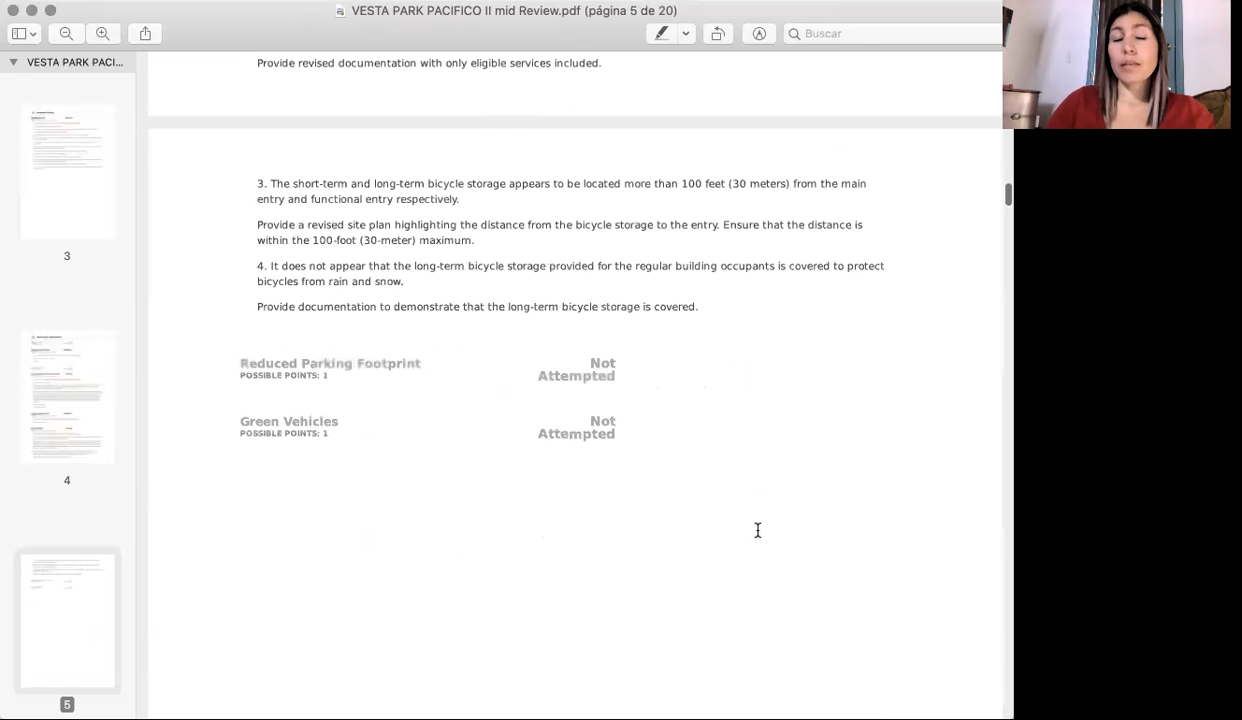 VESTA PARK PACIFICO II mid Review.pdf (página 5 de 20)
Buscar
VESTA PARK PACI...
3
4
5
Provide revised documentation with only eligible services included.
3. The short-term and long-term bicycle storage appears to be located more than 100 feet (30 meters) from the main
entry and functional entry respectively.
Provide a revised site plan highlighting the distance from the bicycle storage to the entry. Ensure that the distance is
within the 100-foot (30-meter) maximum.
4. It does not appear that the long-term bicycle storage provided for the regular building occupants is covered to protect
bicycles from rain and snow.
Provide documentation to demonstrate that the long-term bicycle storage is covered.
Reduced Parking Footprint
POSSIBLE POINTS: 1
Not
Attempted
Green Vehicles
POSSIBLE POINTS: 1
Not
Attempted